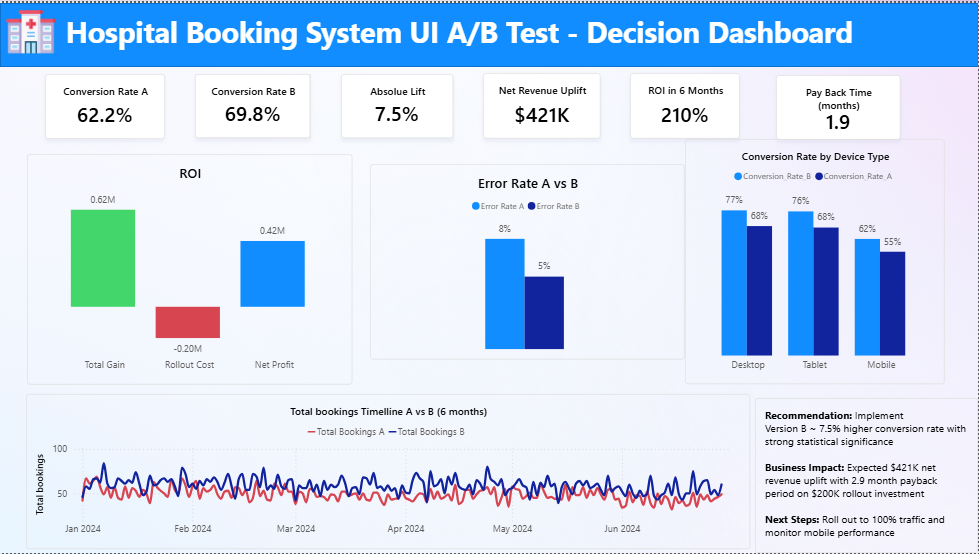 Hospital Booking System UI A/B Test - Decision Dashboard
Conversion Rate A
62.2%
Conversion Rate B
69.8%
Absolue Lift
7.5%
Net Revenue Uplift
$421K
ROI in 6 Months
210%
Pay Back Time
(months)
1.9
ROI
0.62M
0.42M
-0.20M
Total Gain
Rollout Cost
Net Profit
Error Rate A vs B
Error Rate A
Error Rate B
8%
5%
Conversion Rate by Device Type
Conversion_Rate_B
Conversion_Rate_A
77%
68%
76%
68%
62%
55%
Desktop
Tablet
Mobile
Total bookings Timelline A vs B (6 months)
Total Bookings A
Total Bookings B
Total bookings
100
50
Jan 2024
Feb 2024
Mar 2024
Apr 2024
May 2024
Jun 2024
Recommendation: Implement
Version B ~ 7.5% higher conversion rate with
strong statistical significance
Business Impact: Expected $421K net
revenue uplift with 2.9 month payback
period on $200K rollout investment
Next Steps: Roll out to 100% traffic and
monitor mobile performance